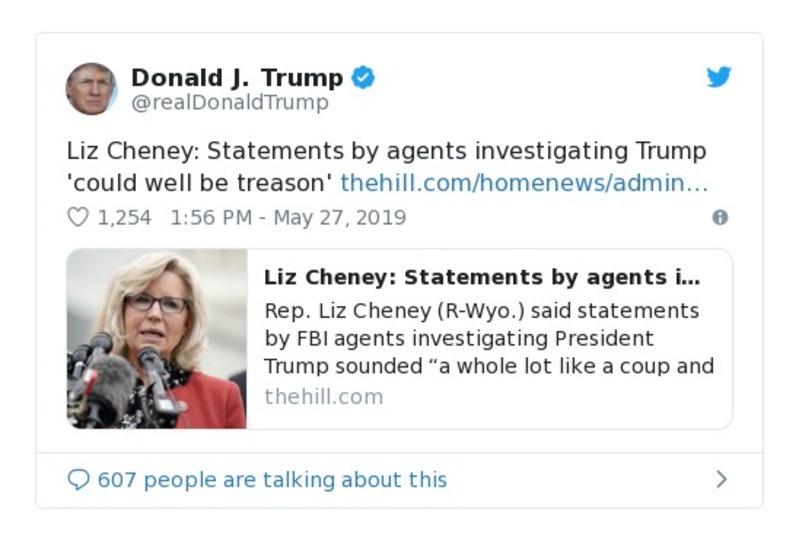 Donald J. Trump
@realDonaldTrump
Liz Cheney: Statements by agents investigating Trump
'could well be treason' thehill.com/homenews/admin…
1,254 1:56 PM - May 27, 2019
Liz Cheney: Statements by agents i…
Rep. Liz Cheney (R-Wyo.) said statements
by FBI agents investigating President
Trump sounded “a whole lot like a coup and
thehill.com
607 people are talking about this